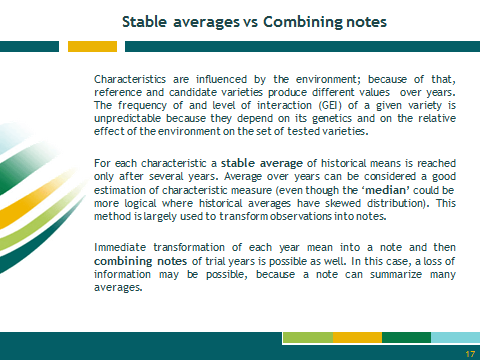 Stable averages vs Combining notes
Characteristics are influenced by the environment; because of that,
reference and candidate varieties produce different values over years.
The frequency of and level of interaction (GEI) of a given variety is
unpredictable because they depend on its genetics and on the relative
effect of the environment on the set of tested varieties.
For each characteristic a stable average of historical means is reached
only after several years. Average over years can be considered a good
estimation of characteristic measure (even though the ‘median’ could be
more logical where historical averages have skewed distribution). This
method is largely used to transform observations into notes.
Immediate transformation of each year mean into a note and then
combining notes of trial years is possible as well. In this case, a loss of
information may be possible, because a note can summarize many
averages.
17